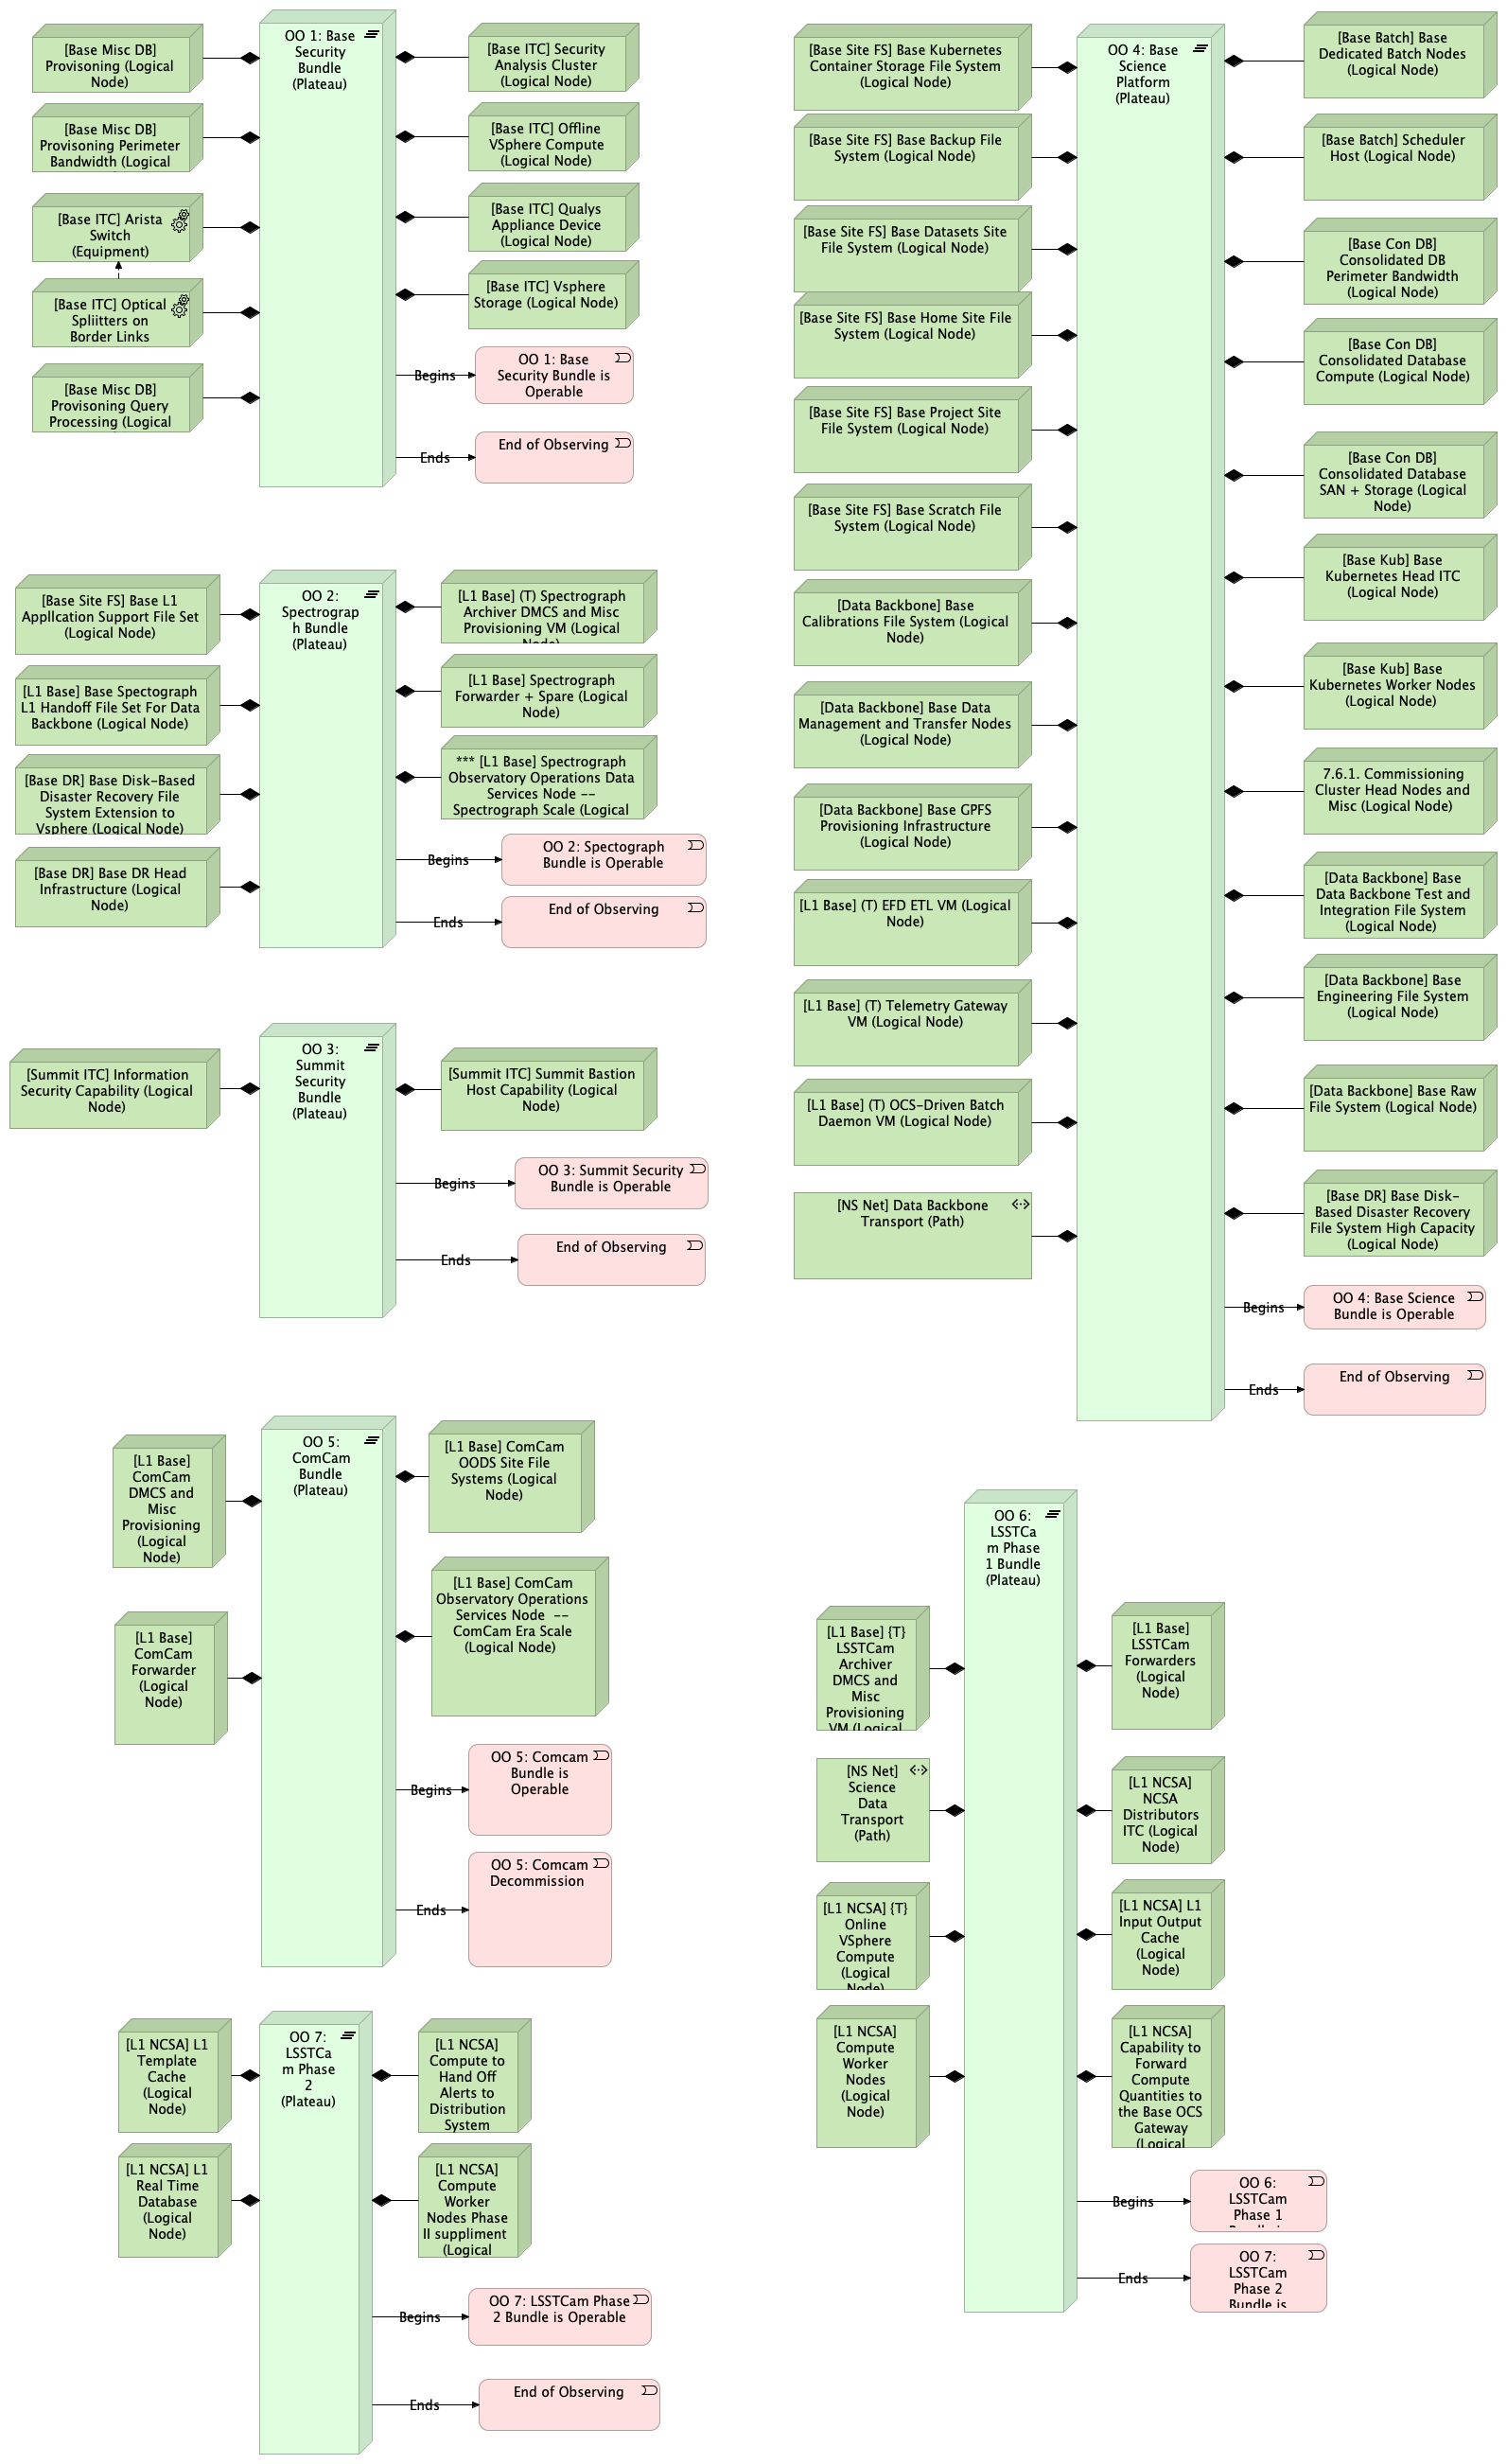 [Base Misc DB]
Provisoning (Logical
Node)
[Base Misc DB]
Provisoning Perimeter
Bandwidth (Logical
[Base ITC] Arista
Switch
(Equipment)
[Base ITC] Optical
Spliitters on
Border Links
[Base Misc DB]
Provisoning Query
Processing (Logical
OO 1: Base
Security
Bundle
(Plateau)
[Base ITC] Security
Analysis Cluster
(Logical Node)
[Base ITC] Offline
VSphere Compute
(Logical Node)
[Base ITC] Qualys
Appliance Device
(Logical Node)
[Base ITC] Vsphere
Storage (Logical Node)
Begins
OO 1: Base
Security Bundle is
Operable
Ends
End of Observing
[Base Site FS] Base L1
Appllcation Support File Set
(Logical Node)
[L1 Base] Base Spectograph
L1 Handoff File Set For Data
Backbone (Logical Node)
[Base DR] Base Disk-Based
Disaster Recovery File
System Extension to
Vsphere (Logical Node)
[Base DR] Base DR Head
Infrastructure (Logical
Node)
OO 2:
Spectrograp
h Bundle
(Plateau)
[L1 Base] (T) Spectrograph
Archiver DMCS and Misc
Provisioning VM (Logical
Node)
[L1 Base] Spectrograph
Forwarder + Spare (Logical
Node)
*** [L1 Base] Spectrograph
Observatory Operations Data
Services Node --
Spectrograph Scale (Logical
Begins
OO 2: Spectograph
Bundle is Operable
Ends
End of Observing
[Summit ITC] Information
Security Capability (Logical
Node)
OO 3:
Summit
Security
Bundle
(Plateau)
[Summit ITC] Summit Bastion
Host Capability (Logical
Node)
Begins
OO 3: Summit Security
Bundle is Operable
Ends
End of Observing
[Base Site FS] Base Kubernetes
Container Storage File System
(Logical Node)
[Base Site FS] Base Backup File
System (Logical Node)
[Base Site FS] Base Datasets Site
File System (Logical Node)
[Base Site FS] Base Home Site File
System (Logical Node)
[Base Site FS] Base Project Site
File System (Logical Node)
[Base Site FS] Base Scratch File
System (Logical Node)
[Data Backbone] Base
Calibrations File System (Logical
Node)
[Data Backbone] Base Data
Management and Transfer Nodes
(Logical Node)
[Data Backbone] Base GPFS
Provisioning Infrastructure
(Logical Node)
[L1 Base] (T) EFD ETL VM (Logical
Node)
[L1 Base] (T) Telemetry Gateway
VM (Logical Node)
[L1 Base] (T) OCS-Driven Batch
Daemon VM (Logical Node)
[NS Net] Data Backbone
Transport (Path)
OO 4: Base
Science
Platform
(Plateau)
[Base Batch] Base
Dedicated Batch Nodes
(Logical Node)
[Base Batch] Scheduler
Host (Logical Node)
[Base Con DB]
Consolidated DB
Perimeter Bandwidth
(Logical Node)
[Base Con DB]
Consolidated Database
Compute (Logical Node)
[Base Con DB]
Consolidated Database
SAN + Storage (Logical
Node)
[Base Kub] Base
Kubernetes Head ITC
(Logical Node)
[Base Kub] Base
Kubernetes Worker Nodes
(Logical Node)
7.6.1. Commissioning
Cluster Head Nodes and
Misc (Logical Node)
[Data Backbone] Base
Data Backbone Test and
Integration File System
(Logical Node)
[Data Backbone] Base
Engineering File System
(Logical Node)
[Data Backbone] Base Raw
File System (Logical Node)
[Base DR] Base Disk-
Based Disaster Recovery
File System High Capacity
(Logical Node)
Begins
OO 4: Base Science
Bundle is Operable
Ends
End of Observing
[L1 Base]
ComCam
DMCS and
Misc
Provisioning
(Logical
Node)
[L1 Base]
ComCam
Forwarder
(Logical
Node)
OO 5:
ComCam
Bundle
(Plateau)
[L1 Base] ComCam
OODS Site File
Systems (Logical
Node)
[L1 Base] ComCam
Observatory Operations
Services Node --
ComCam Era Scale
(Logical Node)
Begins
OO 5: Comcam
Bundle is
Operable
Ends
OO 5: Comcam
Decommission
[L1 Base] {T}
LSSTCam
Archiver
DMCS and
Misc
Provisioning
VM (Logical
[NS Net]
Science
Data
Transport
(Path)
[L1 NCSA] {T}
Online
VSphere
Compute
(Logical
Node)
[L1 NCSA]
Compute
Worker
Nodes
(Logical
Node)
OO 6:
LSSTCa
m Phase
1 Bundle
(Plateau)
[L1 Base]
LSSTCam
Forwarders
(Logical
Node)
[L1 NCSA]
NCSA
Distributors
ITC (Logical
Node)
[L1 NCSA] L1
Input Output
Cache
(Logical
Node)
[L1 NCSA]
Capability to
Forward
Compute
Quantities to
the Base OCS
Gateway
(Logical
Begins
OO 6:
LSSTCam
Phase 1
Ends
OO 7:
LSSTCam
Phase 2
Bundle is
[L1 NCSA] L1
Template
Cache
(Logical
Node)
[L1 NCSA] L1
Real Time
Database
(Logical
Node)
OO 7:
LSSTCa
m Phase
2
(Plateau)
[L1 NCSA]
Compute to
Hand Off
Alerts to
Distribution
System
[L1 NCSA]
Compute
Worker
Nodes Phase
II suppliment
(Logical
Begins
OO 7: LSSTCam Phase
2 Bundle is Operable
Ends
End of Observing